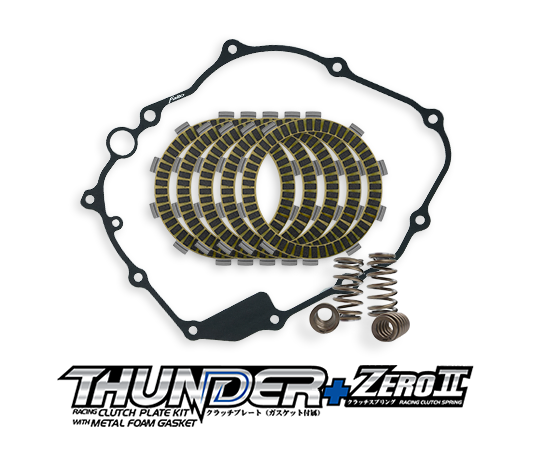 THUNDER+ZERO II
RACING CLUTCH PLATE KIT クラッチプレート (ガスケット付属) クラッチスプリング RACING CLUTCH SPRING
WITH METAL FOAM GASKET